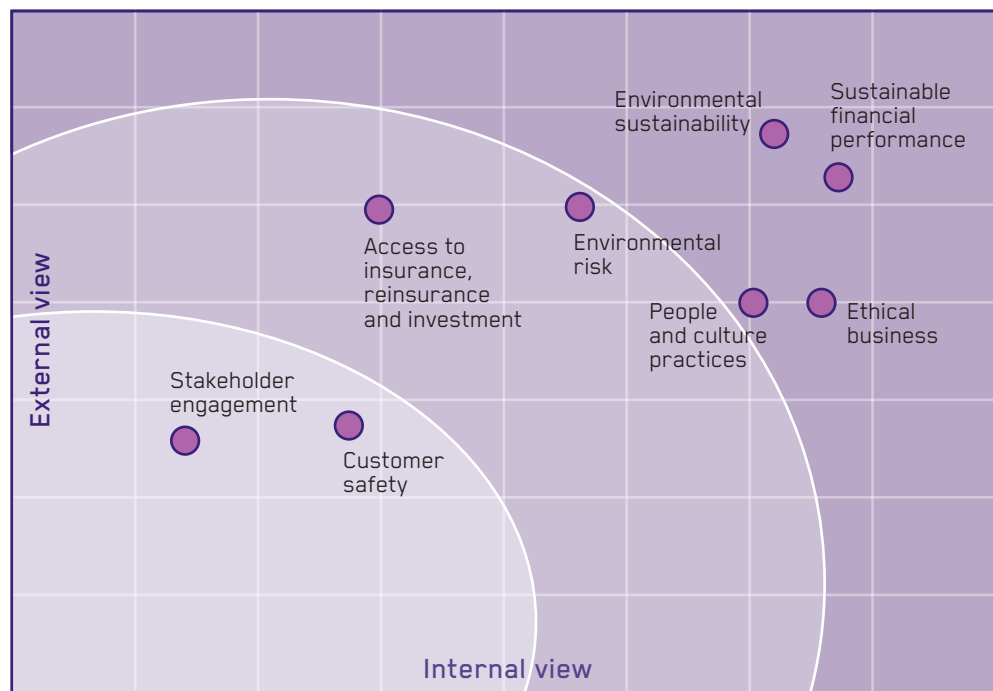 Environmental
sustainability
Sustainable
financial
performance
Access to
insurance,
reinsurance
and investment
Environmental
risk
People
and culture
practices
Ethical
business
External view
Stakeholder
engagement
Customer
safety
Internal view